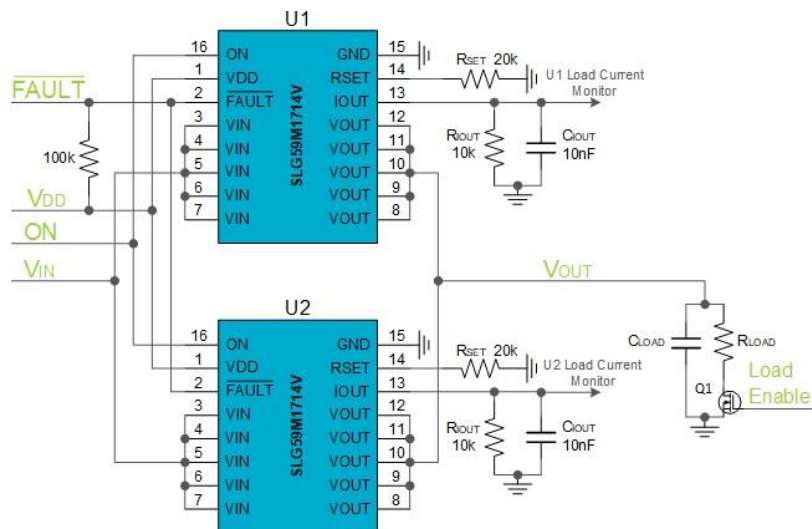 U1
16 ON GND 15
1 VDD RSET 14
2 FAULT IOUT 13
3 VIN VOUT 12
4 VIN VOUT 11
5 VIN VOUT 10
6 VIN VOUT 9
7 VIN VOUT 8
SLG59M1714V
RSET 20k
U1 Load Current
Monitor
RIOUT
10k
CIOUT
10nF
FAULT
100k
VDD
ON
VIN
VOUT
U2
16 ON GND 15
1 VDD RSET 14
2 FAULT IOUT 13
3 VIN VOUT 12
4 VIN VOUT 11
5 VIN VOUT 10
6 VIN VOUT 9
7 VIN VOUT 8
SLG59M1714V
RSET 20k
U2 Load Current
Monitor
RIOUT
10k
CIOUT
10nF
CLOAD
RLOAD
Q1
Load
Enable